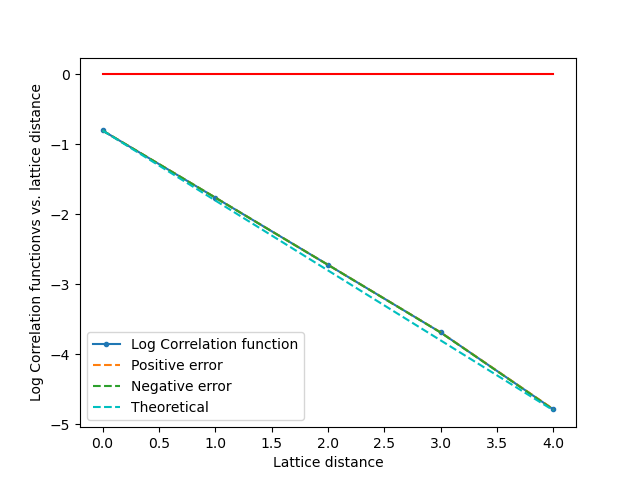 0
−1
−2
−3
−4
−5
Log Correlation functionvs vs. lattice distance
Log Correlation function
Positive error
Negative error
Theoretical
0.0 0.5 1.0 1.5 2.0 2.5 3.0 3.5 4.0
Lattice distance